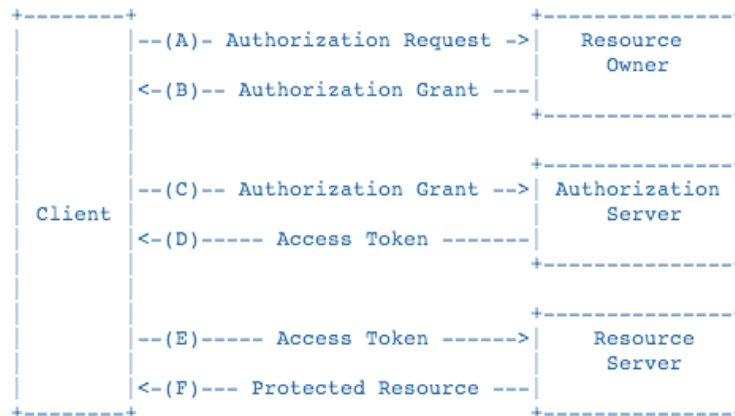 --(A)- Authorization Request -> Resource
Owner
<-(B)-- Authorization Grant ---
--(C)-- Authorization Grant --> Authorization
Client Server
<-(D)----- Access Token -------
--(E)----- Access Token ------> Resource
Server
<-(F)--- Protected Resource ---